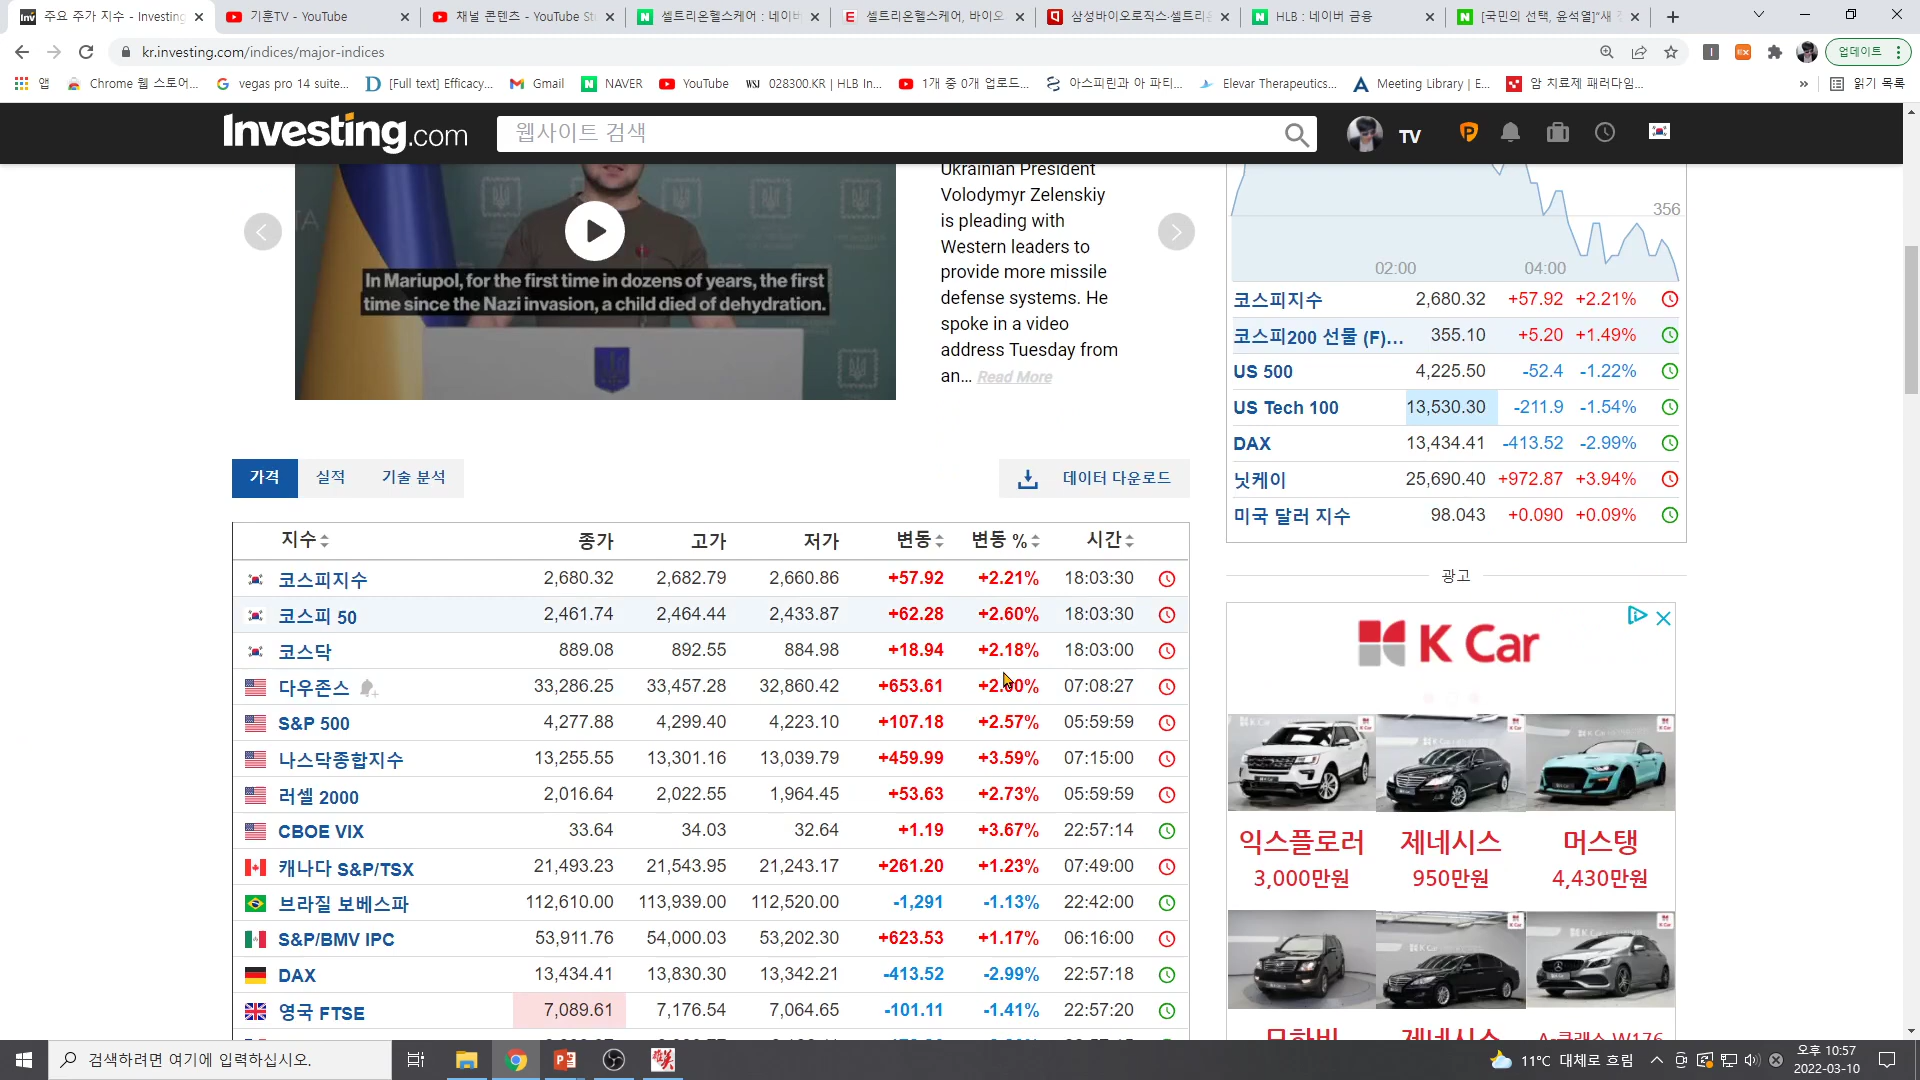 주요 주가 지수 - Investing
기훈TV - YouTube
채널 콘텐츠 - YouTube St
셀트리온헬스케어 : 네이버
셀트리온헬스케어, 바이오
삼성바이오로직스·셀트리온
HLB : 네이버 금융
[국민의 선택, 윤석열]"새
kr.investing.com/indices/major-indices
업데이트
앱
Chrome 웹 스토어...
vegas pro 14 suite...
[Full text] Efficacy...
Gmail
NAVER
YouTube
WSJ 028300.KR | HLB In...
1개 중 0개 업로드...
아스피린과 아 파티...
Elevar Therapeutics...
Meeting Library | E...
암 치료제 패러다임...
»
읽기 목록
Investing.com
웹사이트 검색
TV
In Mariupol, for the first time in dozens of years, the first
time since the Nazi invasion, a child died of dehydration.
Ukrainian President
Volodymyr Zelenskiy
is pleading with
Western leaders to
provide more missile
defense systems. He
spoke in a video
address Tuesday from
an... Read More
356
02:00 04:00
코스피지수 2,680.32 +57.92 +2.21%
코스피200 선물 (F)... 355.10 +5.20 +1.49%
US 500 4,225.50 -52.4 -1.22%
US Tech 100 13,530.30 -211.9 -1.54%
DAX 13,434.41 -413.52 -2.99%
닛케이 25,690.40 +972.87 +3.94%
미국 달러 지수 98.043 +0.090 +0.09%
가격 실적 기술 분석
데이터 다운로드
지수 종가 고가 저가 변동 변동 % 시간
코스피지수 2,680.32 2,682.79 2,660.86 +57.92 +2.21% 18:03:30
코스피 50 2,461.74 2,464.44 2,433.87 +62.28 +2.60% 18:03:30
코스닥 889.08 892.55 884.98 +18.94 +2.18% 18:03:00
다우존스 33,286.25 33,457.28 32,860.42 +653.61 07:08:27
S&P 500 4,277.88 4,299.40 4,223.10 +107.18 +2.57% 05:59:59
나스닥종합지수 13,255.55 13,301.16 13,039.79 +459.99 +3.59% 07:15:00
러셀 2000 2,016.64 2,022.55 1,964.45 +53.63 +2.73% 05:59:59
CBOE VIX 33.64 34.03 32.64 +1.19 +3.67% 22:57:14
캐나다 S&P/TSX 21,493.23 21,543.95 21,243.17 +261.20 +1.23% 07:49:00
브라질 보베스파 112,610.00 113,939.00 112,520.00 -1,291 -1.13% 22:42:00
S&P/BMV IPC 53,911.76 54,000.03 53,202.30 +623.53 +1.17% 06:16:00
DAX 13,434.41 13,830.30 13,342.21 -413.52 -2.99% 22:57:18
영국 FTSE 7,089.61 7,176.54 7,064.65 -101.11 -1.41% 22:57:20
광고
K Car
익스플로러 제네시스 머스탱
3,000만원 950만원 4,430만원
모하비 제네시스 A-클래스 W176
검색하려면 여기에 입력하십시오.
11°C 대체로 흐림
오후 10:57
2022-03-10